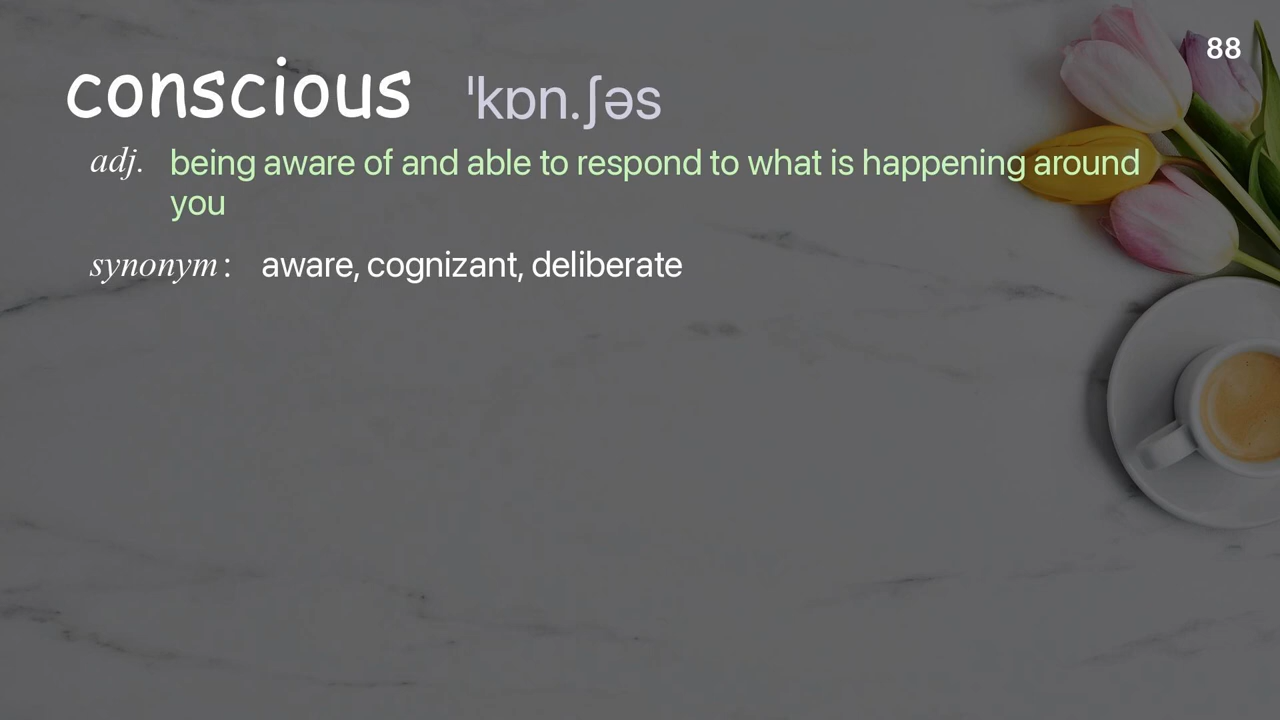 88
conscious ˈkɒn.ʃəs
adj. being aware of and able to respond to what is happening around
you
synonym: aware, cognizant, deliberate